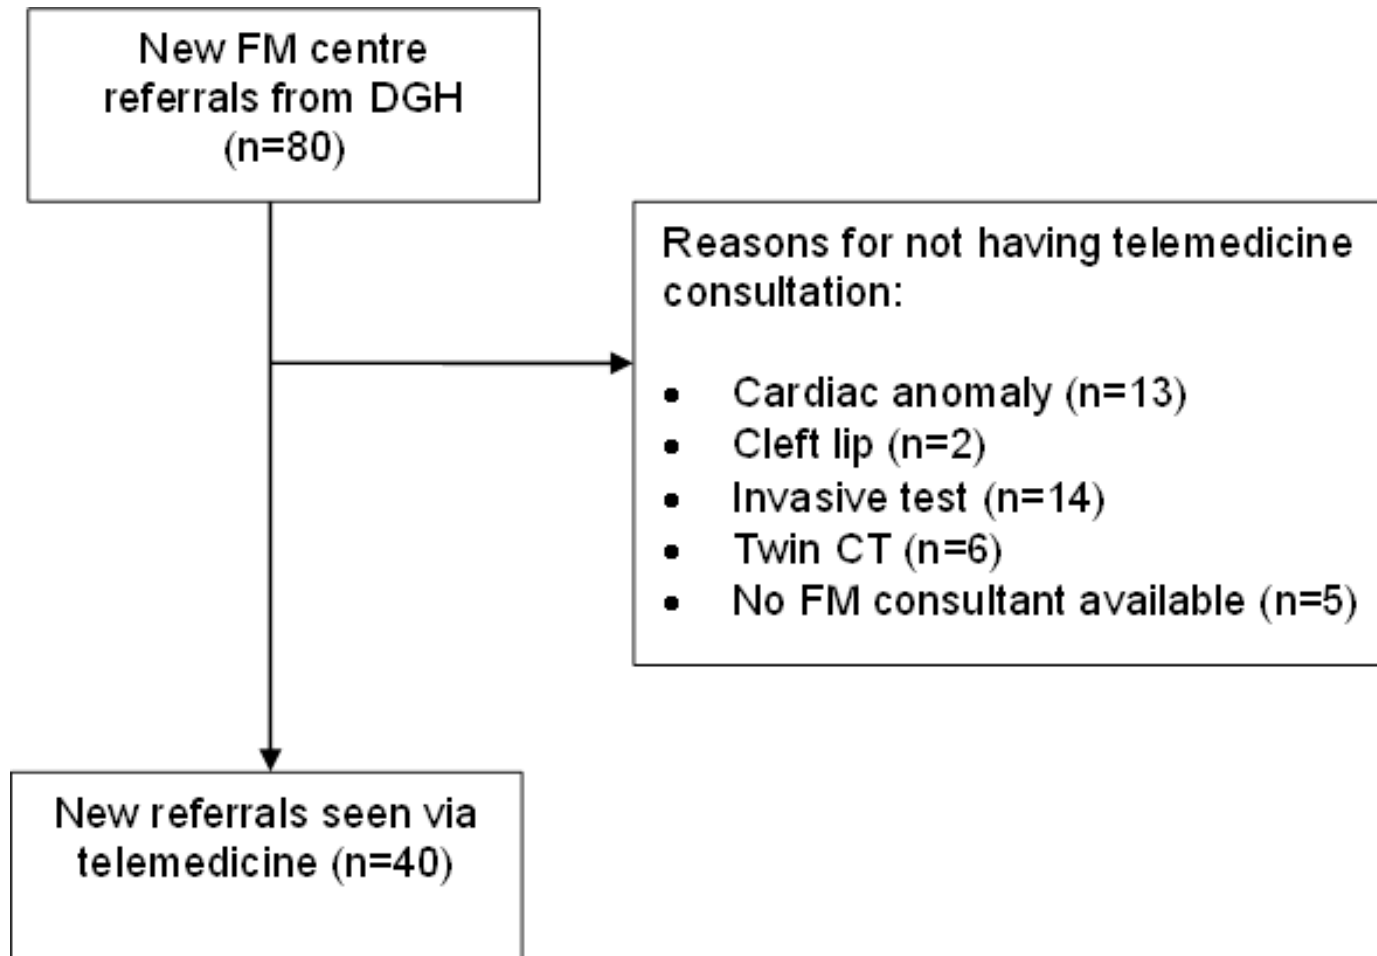 New FM centre
referrals from DGH
(n=80)
Reasons for not having telemedicine
consultation:
• Cardiac anomaly (n=13)
• Cleft lip (n=2)
• Invasive test (n=14)
• Twin CT (n=6)
• No FM consultant available (n=5)
New referrals seen via
telemedicine (n=40)